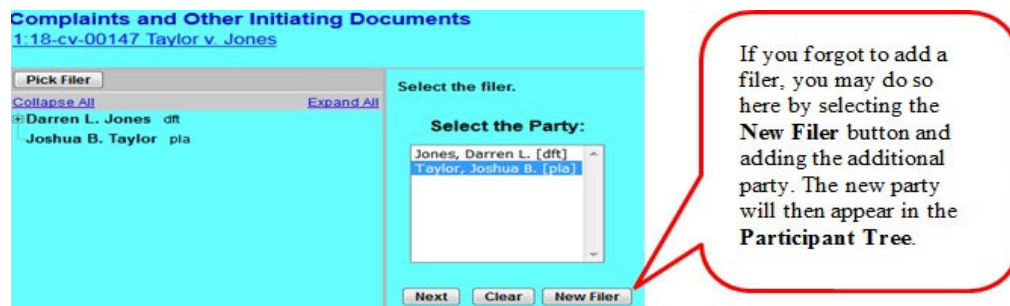 Complaints and Other Initiating Documents
1:18-cv-00147 Taylor v. Jones
Pick Filer
Collapse All Expand All
Darren L. Jones dft
Joshua B. Taylor pla
Select the filer.
Select the Party:
Jones, Darren L. [dft]
Taylor, Joshua B. [pla]
Next Clear New Filer
If you forgot to add a
filer, you may do so
here by selecting the
New Filer button and
adding the additional
party. The new party
will then appear in the
Participant Tree.